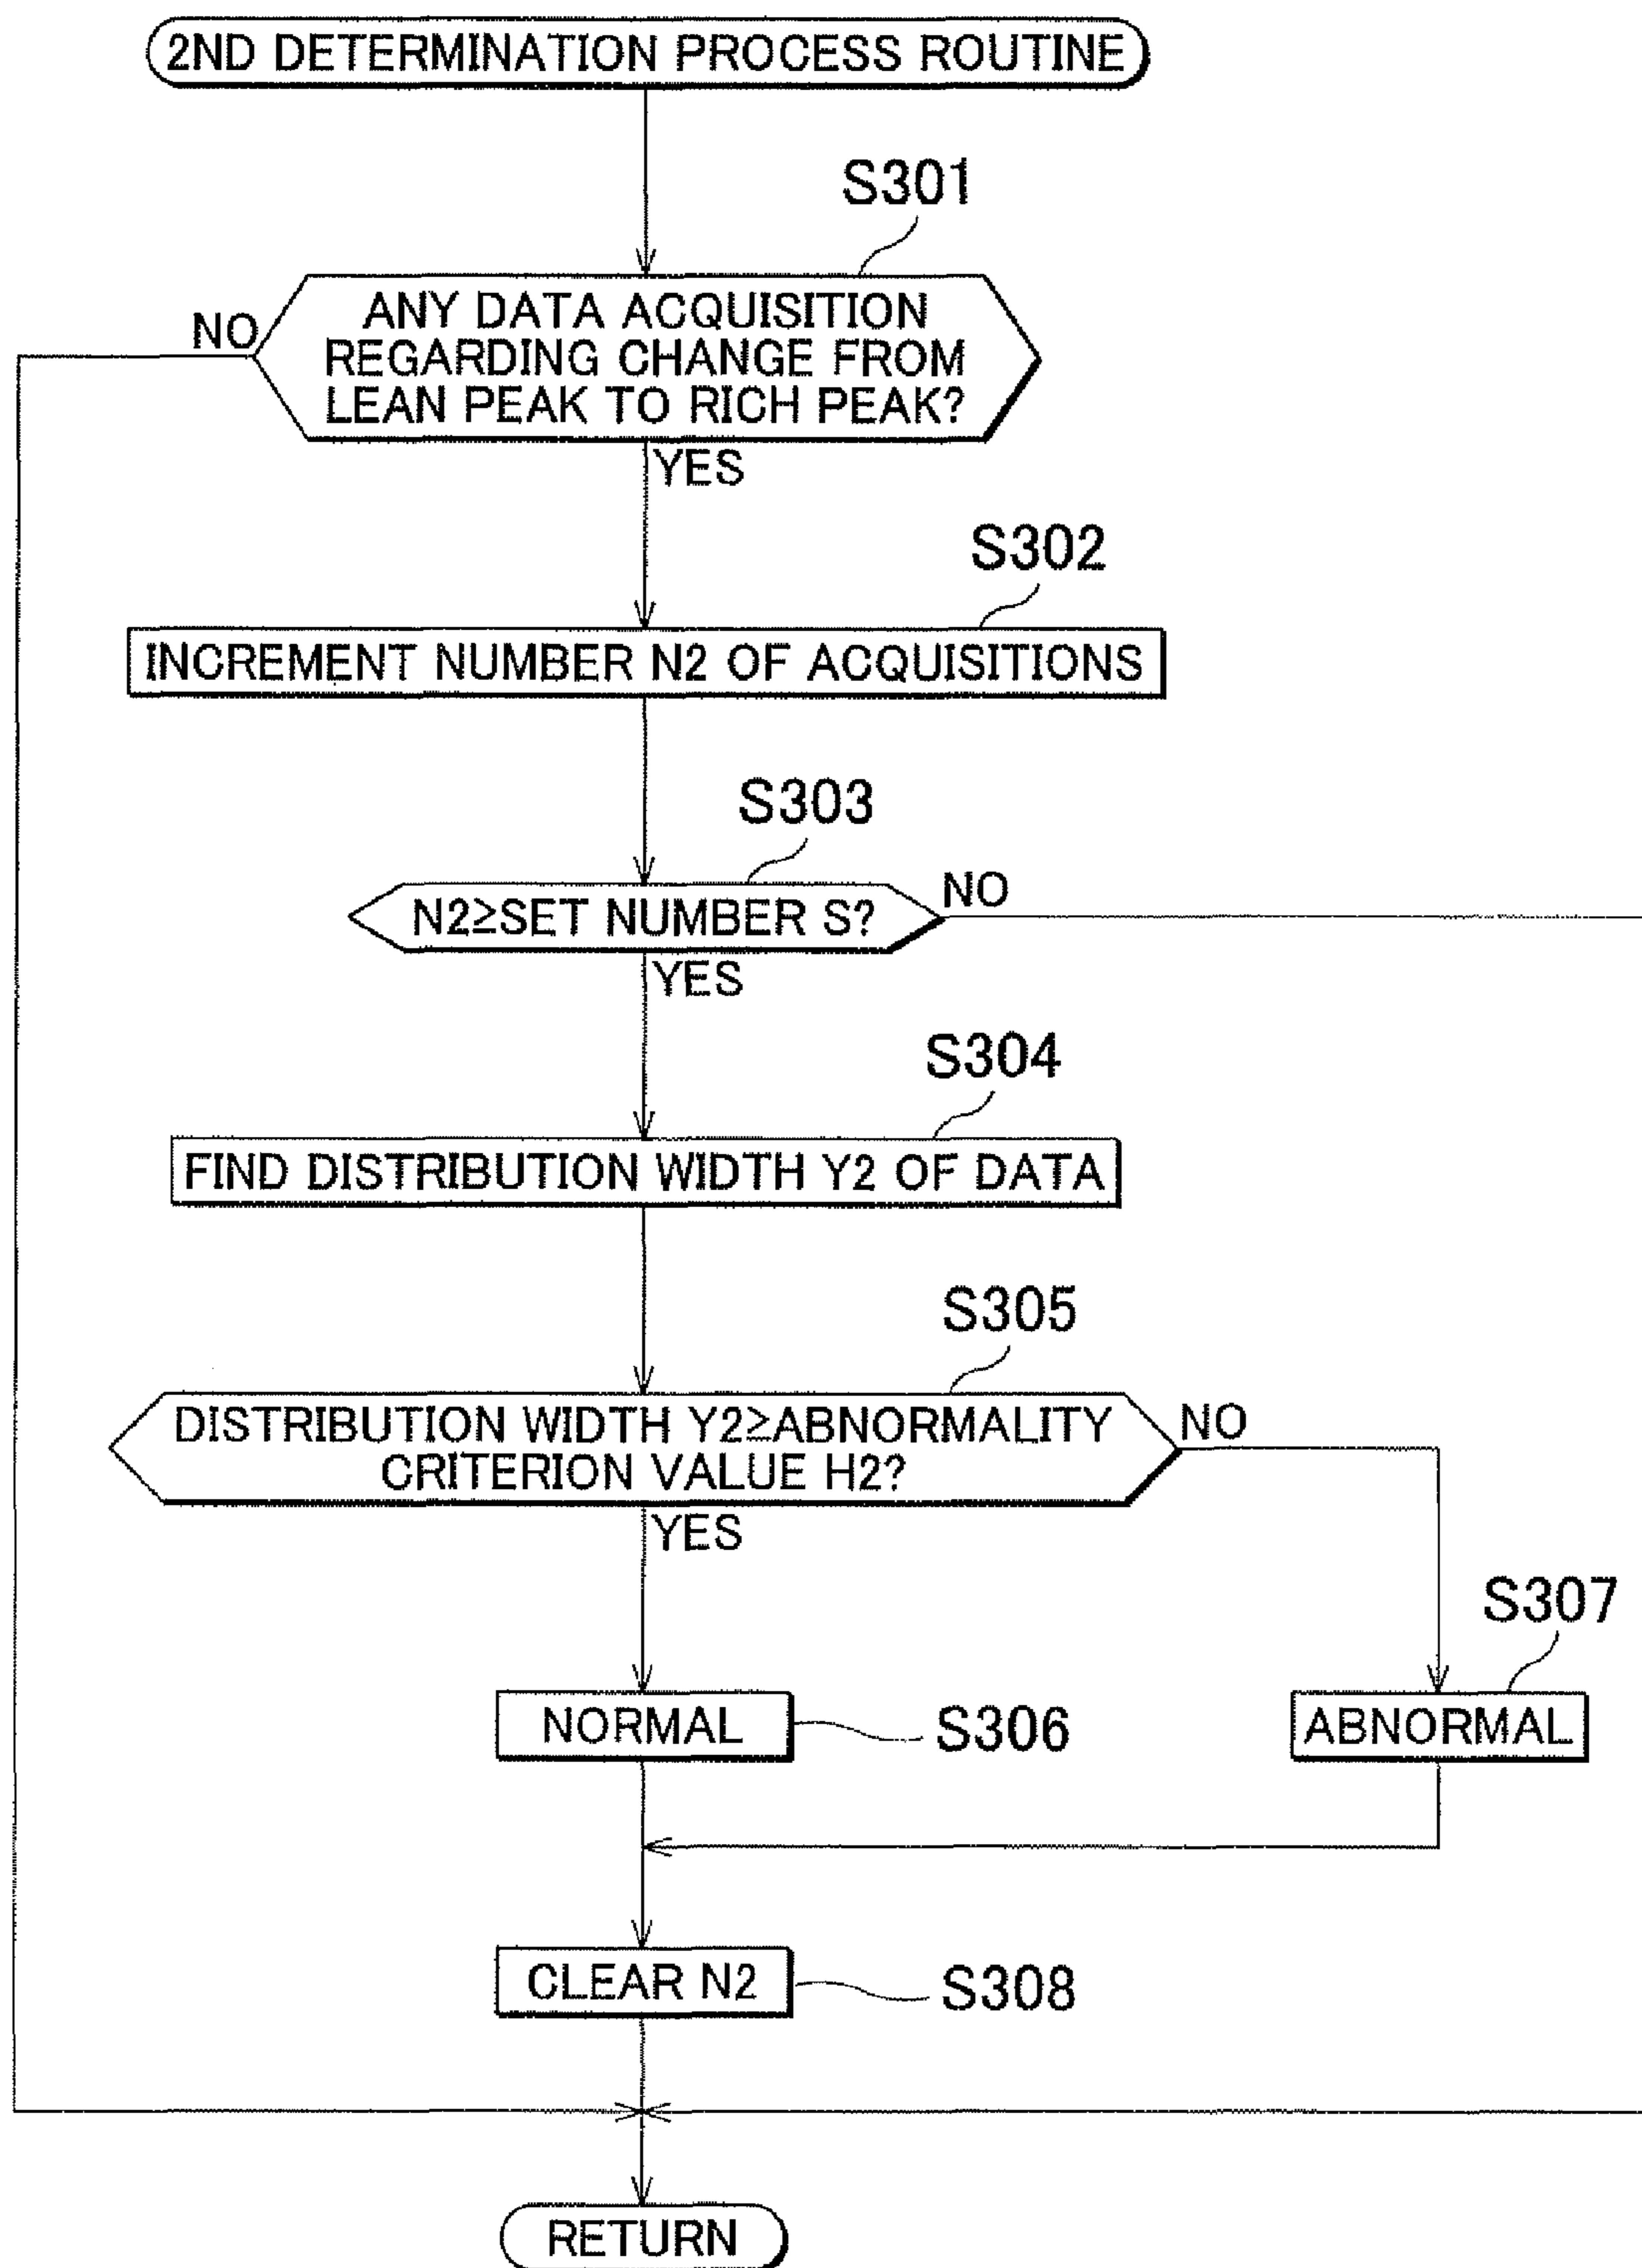 2ND DETERMINATION PROCESS ROUTINE
S301
NO
ANY DATA ACQUISITION
REGARDING CHANGE FROM
LEAN PEAK TO RICH PEAK?
YES
S302
INCREMENT NUMBER N2 OF ACQUISITIONS
S303
N2≥SET NUMBER S?
NO
YES
S304
FIND DISTRIBUTION WIDTH Y2 OF DATA
S305
DISTRIBUTION WIDTH Y2≥ABNORMALITY
CRITERION VALUE H2?
NO
YES
S307
NORMAL
S306
ABNORMAL
CLEAR N2
S308
RETURN